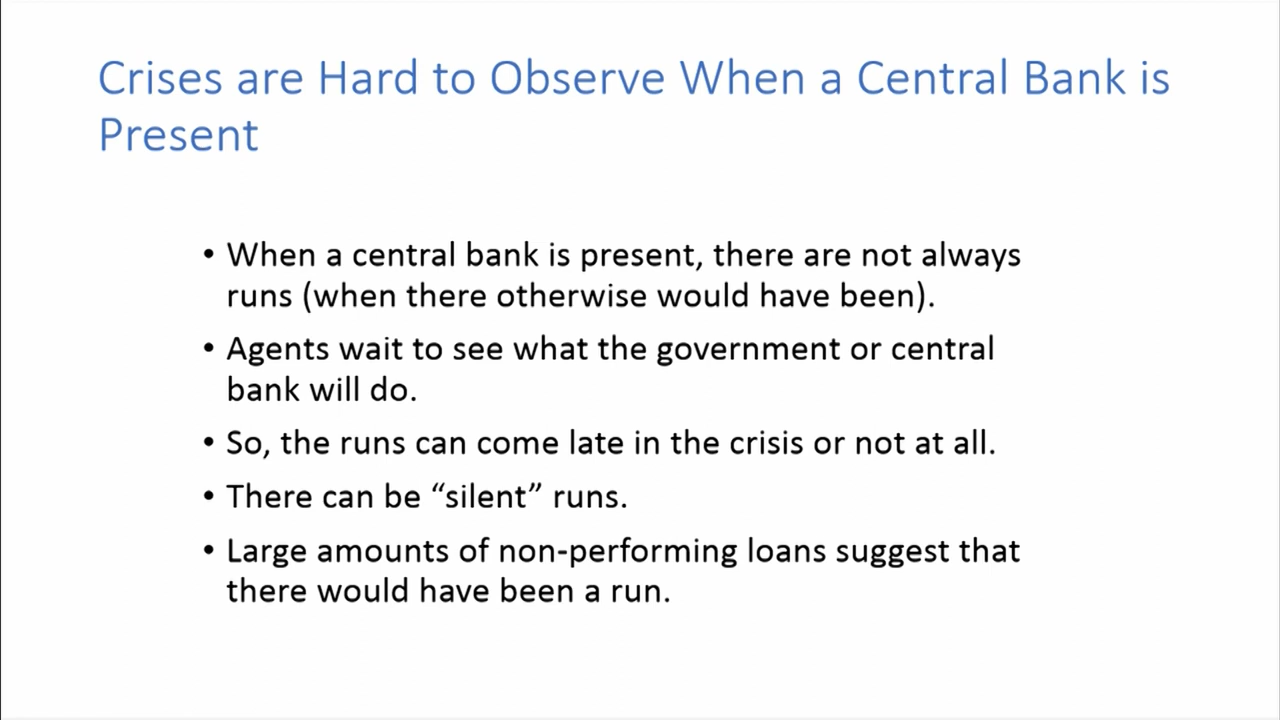 Crises are Hard to Observe When a Central Bank is
Present
• When a central bank is present, there are not always
runs (when there otherwise would have been).
• Agents wait to see what the government or central
bank will do.
• So, the runs can come late in the crisis or not at all.
• There can be “silent” runs.
• Large amounts of non-performing loans suggest that
there would have been a run.